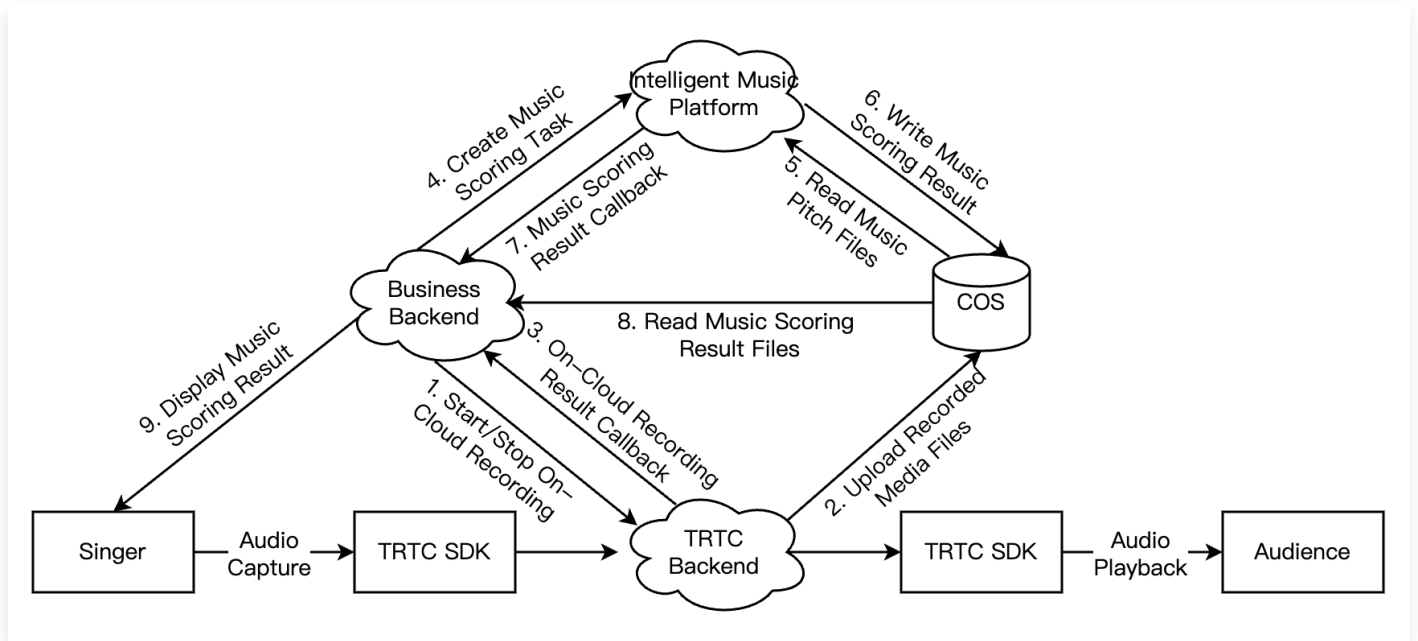 Intelligent Music
Platform
4. Create Music
Scoring Task
6. Write Music
Scoring Result
7. Music Scoring
Result Callback
5. Read Music
Pitch Files
Business
Backend
COS
8. Read Music Scoring
Result Files
9. Display Music
Scoring Result
1. Start/Stop On–
Cloud Recording
3. On–Cloud Recording
Result Callback
2. Upload Recorded
Media Files
Singer
Audio
Capture
TRTC SDK
TRTC
Backend
TRTC SDK
Audio
Playback
Audience